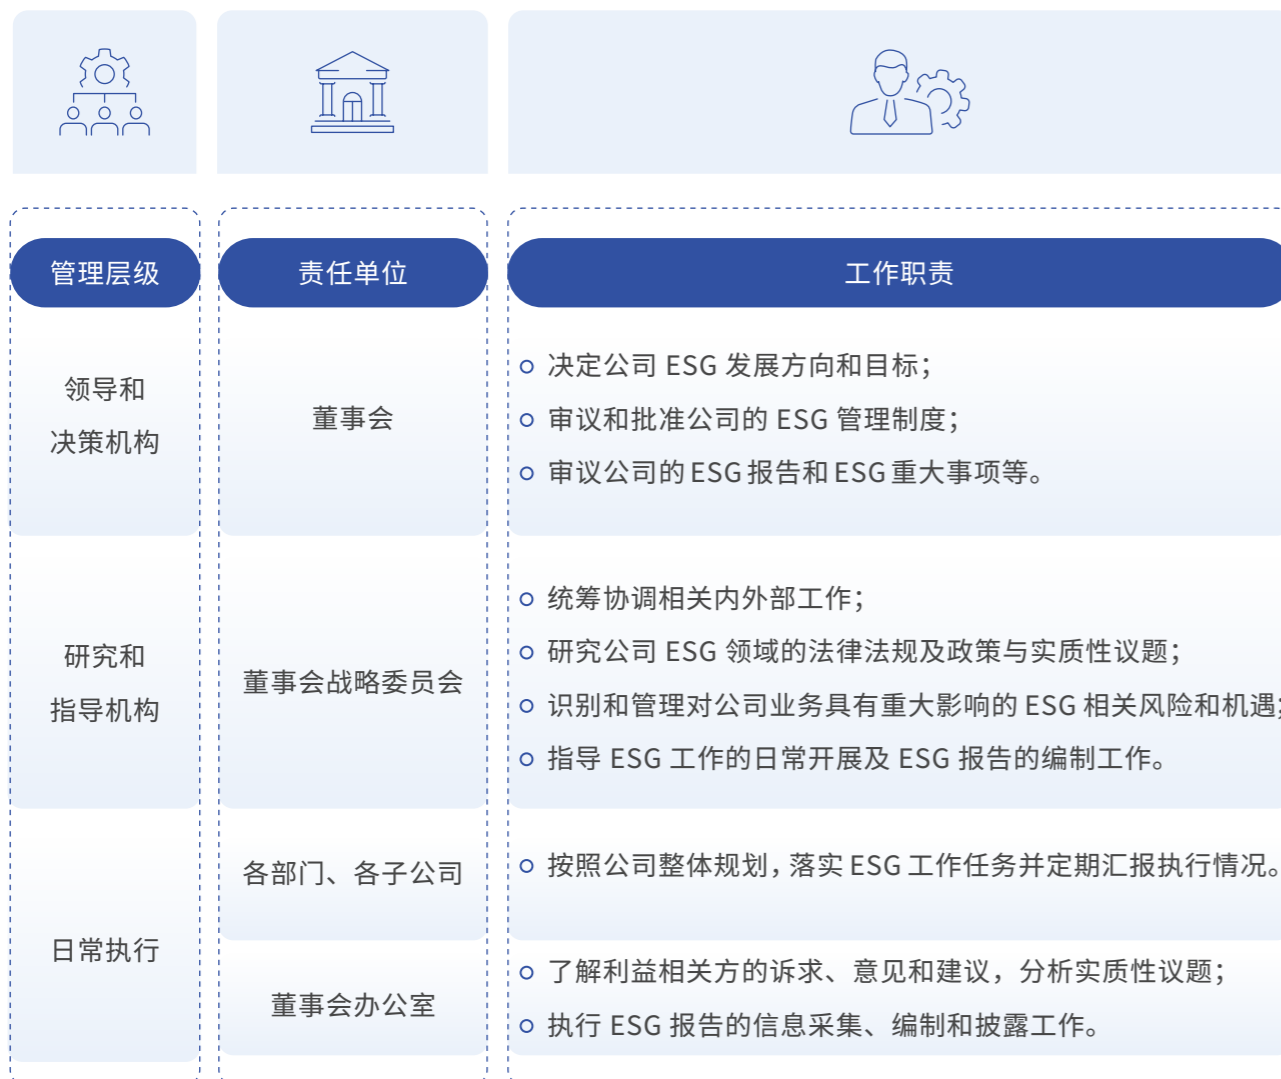 管理层级
责任单位
工作职责
领导和
决策机构
董事会
决定公司 ESG 发展方向和目标；
审议和批准公司的 ESG 管理制度；
审议公司的 ESG 报告和 ESG 重大事项等。
研究和
指导机构
董事会战略委员会
统筹协调相关内外部工作；
研究公司 ESG 领域的法律法规及政策与实质性议题；
识别和管理对公司业务具有重大影响的 ESG 相关风险和机遇；
指导 ESG 工作的日常开展及 ESG 报告的编制工作。
日常执行
各部门、各子公司
按照公司整体规划，落实 ESG 工作任务并定期汇报执行情况。
董事会办公室
了解利益相关方的诉求、意见和建议，分析实质性议题；
执行 ESG 报告的信息采集、编制和披露工作。